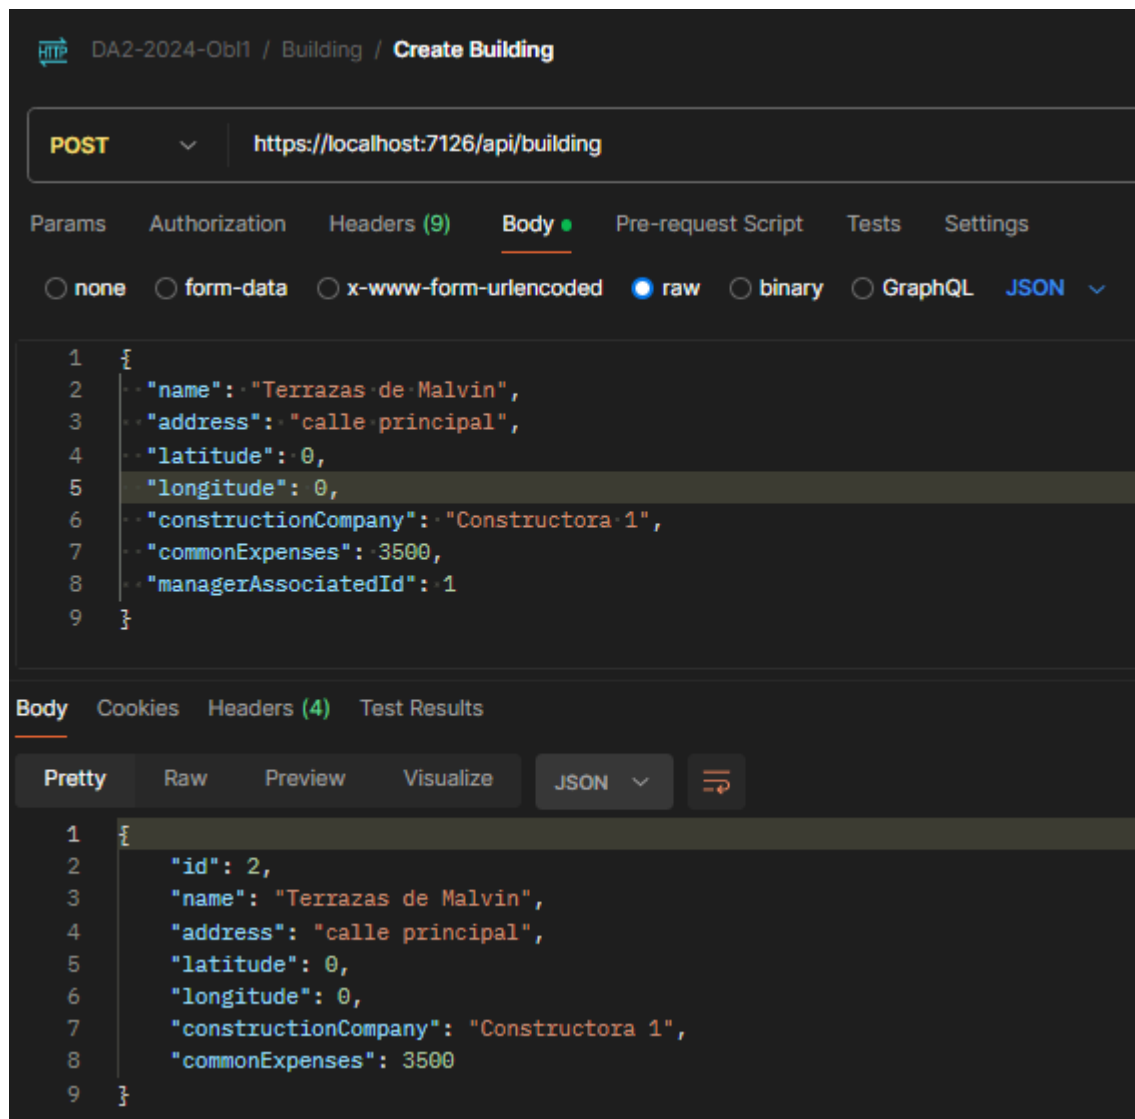 HTTP DA2-2024-Obl1 / Building / Create Building
POST https://localhost:7126/api/building
Params Authorization Headers (9) Body Pre-request Script Tests Settings
none form-data x-www-form-urlencoded raw binary GraphQL JSON
1 {
2 "name": "Terrazas de Malvin",
3 "address": "calle principal",
4 "latitude": 0,
5 "longitude": 0,
6 "constructionCompany": "Constructora 1",
7 "commonExpenses": 3500,
8 "managerAssociatedId": 1
9 }
Body Cookies Headers (4) Test Results
Pretty Raw Preview Visualize JSON
1 {
2 "id": 2,
3 "name": "Terrazas de Malvin",
4 "address": "calle principal",
5 "latitude": 0,
6 "longitude": 0,
7 "constructionCompany": "Constructora 1",
8 "commonExpenses": 3500
9 }